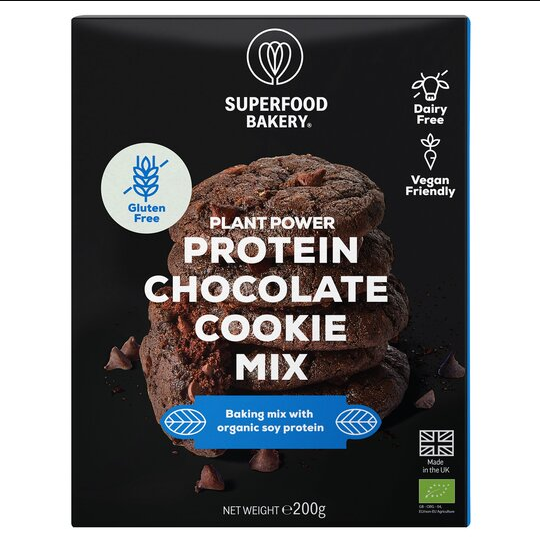 SUPERFOOD
BAKERY®
Dairy
Free
Vegan
Friendly
Gluten
Free
PLANT POWER
PROTEIN
CHOCOLATE
COOKIE
MIX
Baking mix with
organic soy protein
Made
in the UK
NET WEIGHT ℮200g